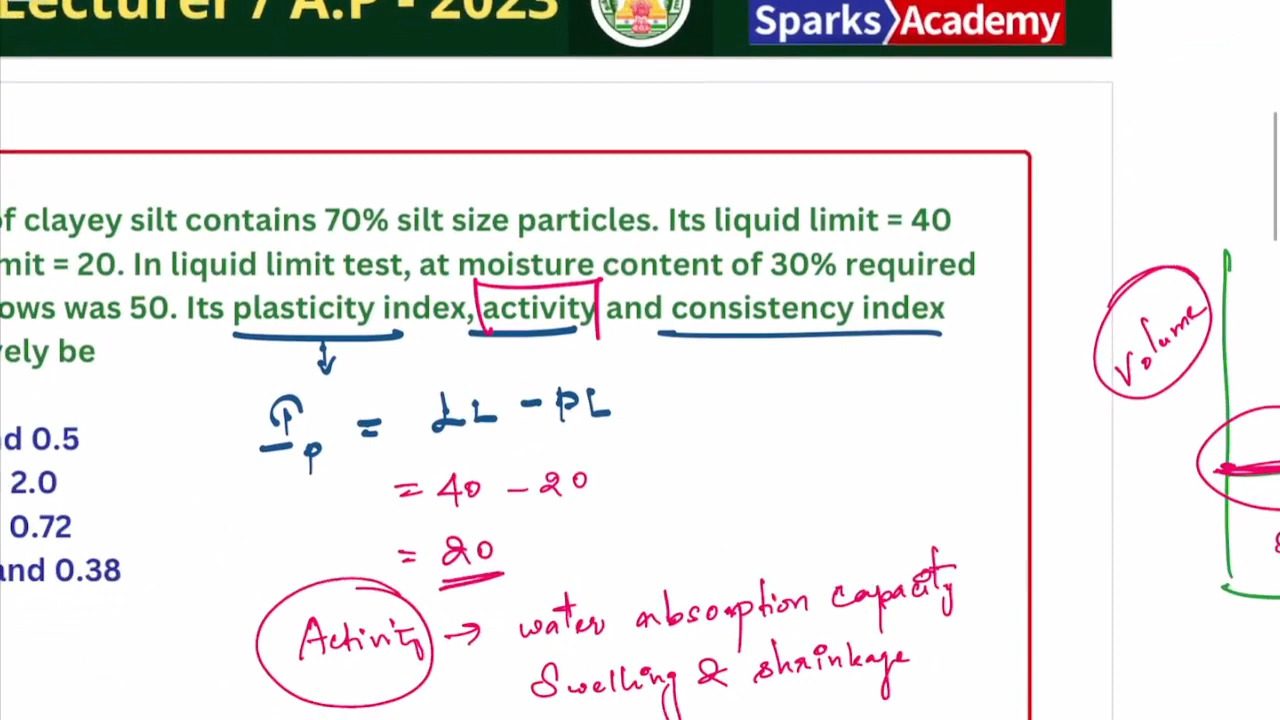 Lecturer / A.P - 2023
Sparks Academy
of clayey silt contains 70% silt size particles. Its liquid limit = 40
mit = 20. In liquid limit test, at moisture content of 30% required
ows was 50. Its plasticity index, activity and consistency index
ely be
d 0.5
2.0
0.72
and 0.38
Ip = LL - PL
= 40 - 20
= 20
Activity → water absorption capacity
Swelling & shrinkage
Volume